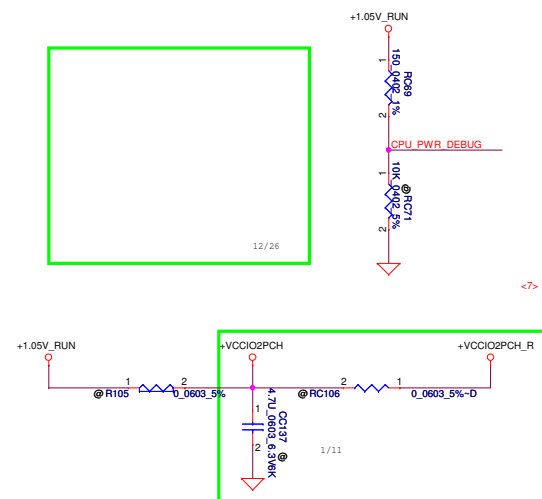 +1.05V_RUN
1
150_0402_1%
RC69
2
CPU_PWR_DEBUG
1
10K_0402_5%
@RC71
2
12/26
<7>
+1.05V_RUN
+VCCIO2PCH
+VCCIO2PCH_R
1
2
@ R105
0_0603_5%
2
1
@ RC106
0_0603_5%~D
1
CC137
4.7U_0603_6.3V6K
2
@
1/11